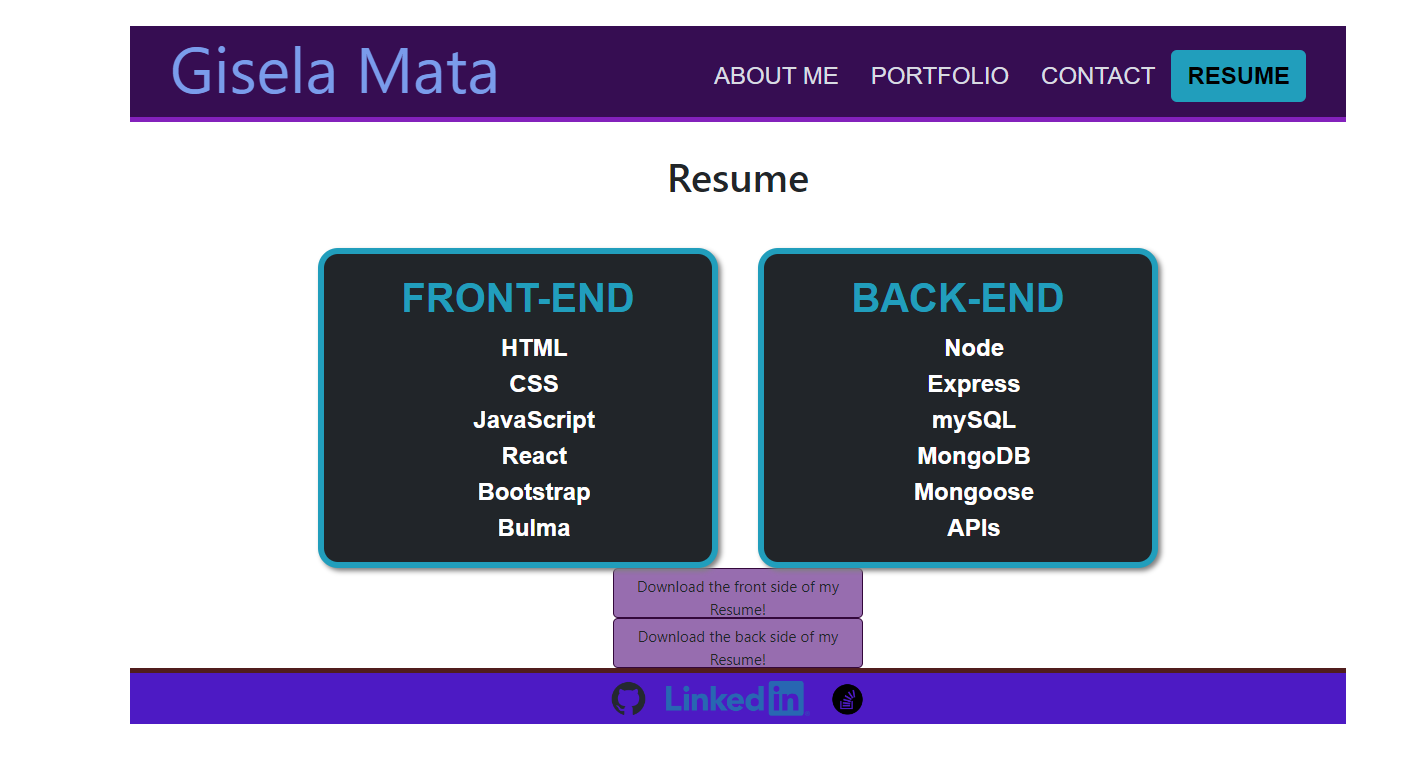 Gisela Mata
ABOUT ME PORTFOLIO CONTACT RESUME
Resume
FRONT-END
HTML
CSS
JavaScript
React
Bootstrap
Bulma
BACK-END
Node
Express
mySQL
MongoDB
Mongoose
APIs
Download the front side of my
Resume!
Download the back side of my
Resume!
Linked in